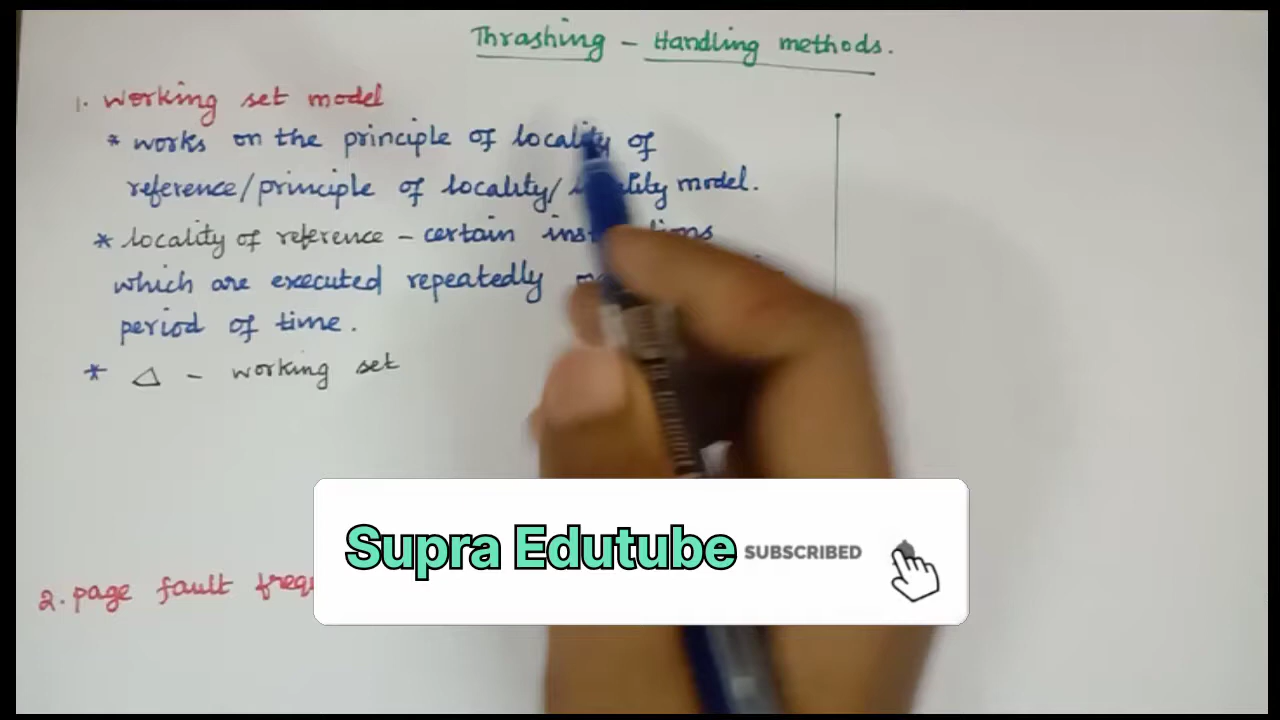 Thrashing - Handling methods.
1. Working set model
* works on the principle of locality of
reference/principle of locality/ model.
* locality of reference - certain
which are executed repeatedly
period of time.
* △ - working set
Supra Edutube SUBSCRIBED
2. page fault